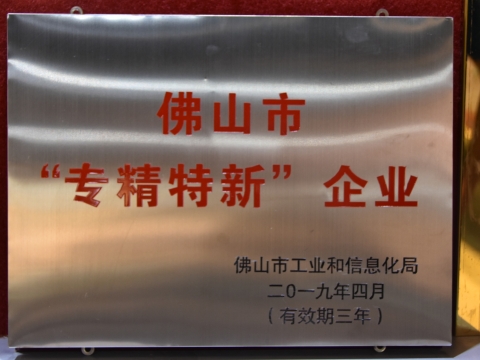 佛山市
“专精特新”企业
佛山市工业和信息化局
二0一九年四月
(有效期三年)